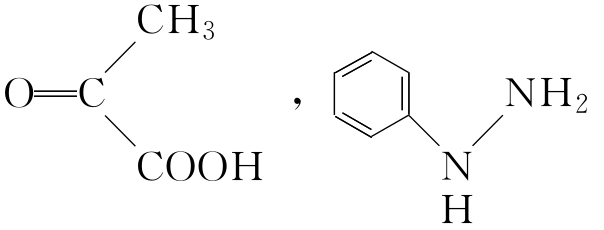 CH₃
O=C
COOH
,
NH₂
N
H